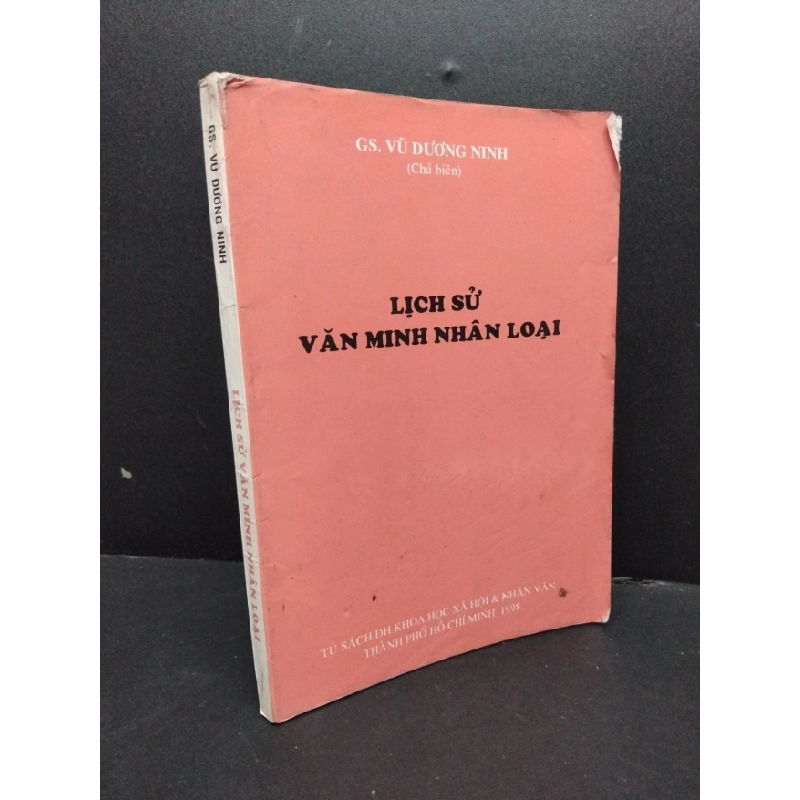 GS. VŨ DƯƠNG NINH
(Chủ biên)
LỊCH SỬ
VĂN MINH NHÂN LOẠI
TỦ SÁCH ĐH KHOA HỌC XÃ HỘI & NHÂN VĂN
THÀNH PHỐ HỒ CHÍ MINH 1998
GS. VŨ DƯƠNG NINH
LỊCH SỬ VĂN MINH NHÂN LOẠI